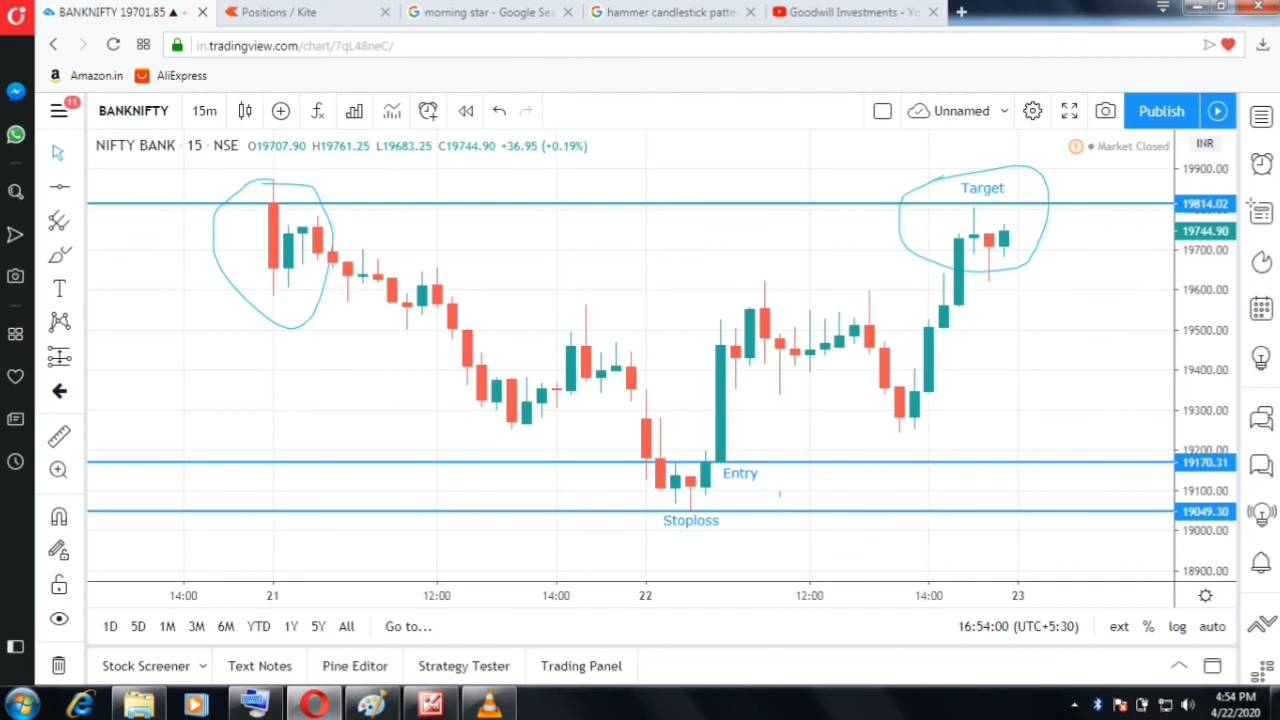 BANKNIFTY 19701.85 ▲
Positions / Kite
morning star - Google Se
hammer candlestick patte
Goodwill Investments - Yo
in.tradingview.com/chart/7qL48neC/
Amazon.in
AliExpress
11
BANKNIFTY
15m
Unnamed
Publish
NIFTY BANK · 15 · NSE O19707.90 H19761.25 L19683.25 C19744.90 +36.95 (+0.19%)
Market Closed
INR
19900.00
Target
19814.02
19744.90
19700.00
19600.00
19500.00
19400.00
19300.00
19200.00
19170.31
Entry
19100.00
19049.30
Stoploss
19000.00
18900.00
14:00 21 12:00 14:00 22 12:00 14:00 23
1D 5D 1M 3M 6M YTD 1Y 5Y All Go to... 16:54:00 (UTC+5:30) ext % log auto
Stock Screener Text Notes Pine Editor Strategy Tester Trading Panel
4:54 PM
4/22/2020